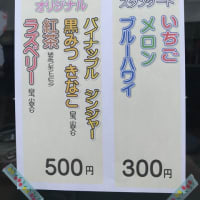 スタンダード
いちご
メロン
ブルーハワイ
300円
オリジナル
パイナップル ジンジャー
黒みつ きなこ
紅茶
ラズベリー
500円